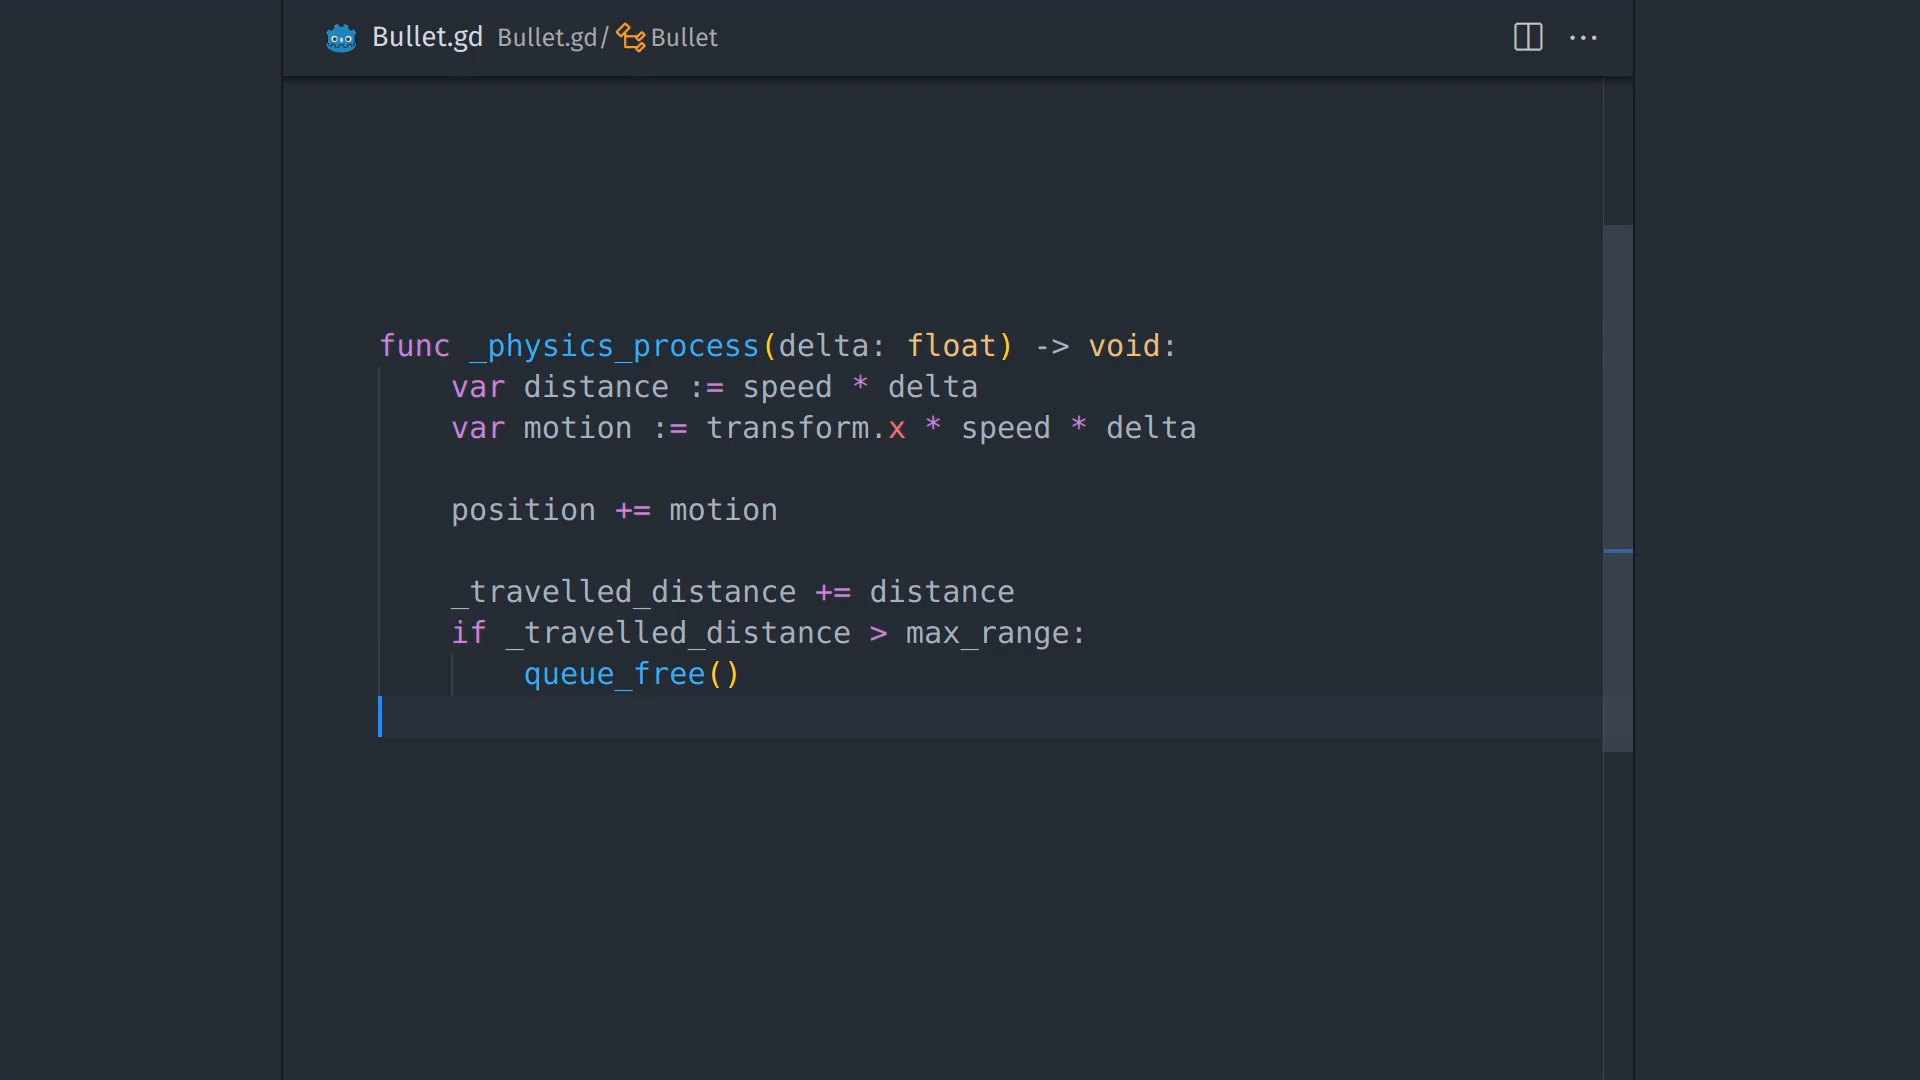 Bullet.gd Bullet.gd/ Bullet
func _physics_process(delta: float) -> void:
    var distance := speed * delta
    var motion := transform.x * speed * delta
    position += motion
    _travelled_distance += distance
    if _travelled_distance > max_range:
        queue_free()